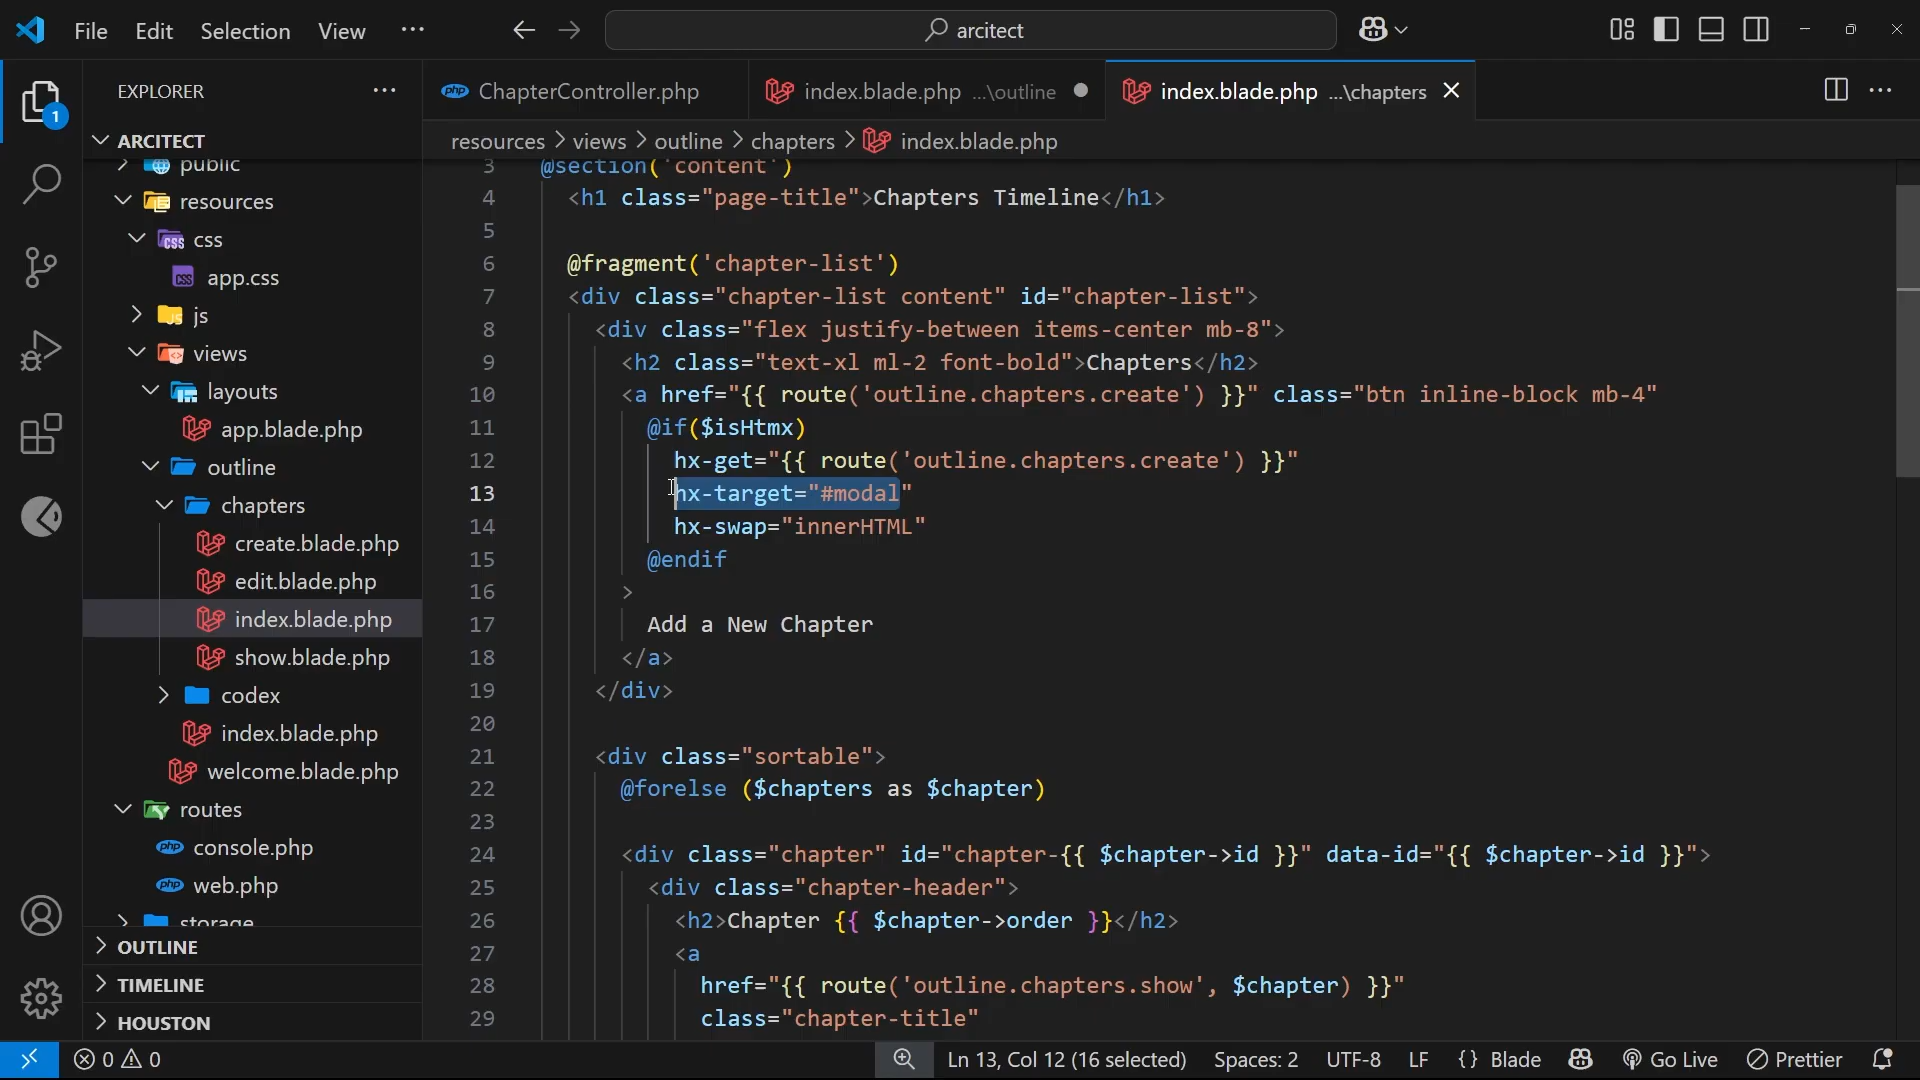 File Edit Selection View ··· arcitect
EXPLORER ···
ChapterController.php
index.blade.php ...\outline
index.blade.php ...\chapters
1
ARCITECT
public
resources
css
app.css
js
views
layouts
app.blade.php
outline
chapters
create.blade.php
edit.blade.php
index.blade.php
show.blade.php
codex
index.blade.php
welcome.blade.php
routes
console.php
web.php
storage
OUTLINE
TIMELINE
HOUSTON
resources > views > outline > chapters > index.blade.php
3 @section('content')
4 <h1 class="page-title">Chapters Timeline</h1>
5
6 @fragment('chapter-list')
7 <div class="chapter-list content" id="chapter-list">
8 <div class="flex justify-between items-center mb-8">
9 <h2 class="text-xl ml-2 font-bold">Chapters</h2>
10 <a href="{{ route('outline.chapters.create') }}" class="btn inline-block mb-4"
11 @if($isHtmx)
12 hx-get="{{ route('outline.chapters.create') }}"
13 hx-target="#modal"
14 hx-swap="innerHTML"
15 @endif
16 >
17 Add a New Chapter
18 </a>
19 </div>
20
21 <div class="sortable">
22 @forelse ($chapters as $chapter)
23
24 <div class="chapter" id="chapter-{{ $chapter->id }}" data-id="{{ $chapter->id }}">
25 <div class="chapter-header">
26 <h2>Chapter {{ $chapter->order }}</h2>
27 <a
28 href="{{ route('outline.chapters.show', $chapter) }}"
29 class="chapter-title"
0 0 Ln 13, Col 12 (16 selected) Spaces: 2 UTF-8 LF {} Blade Go Live Prettier